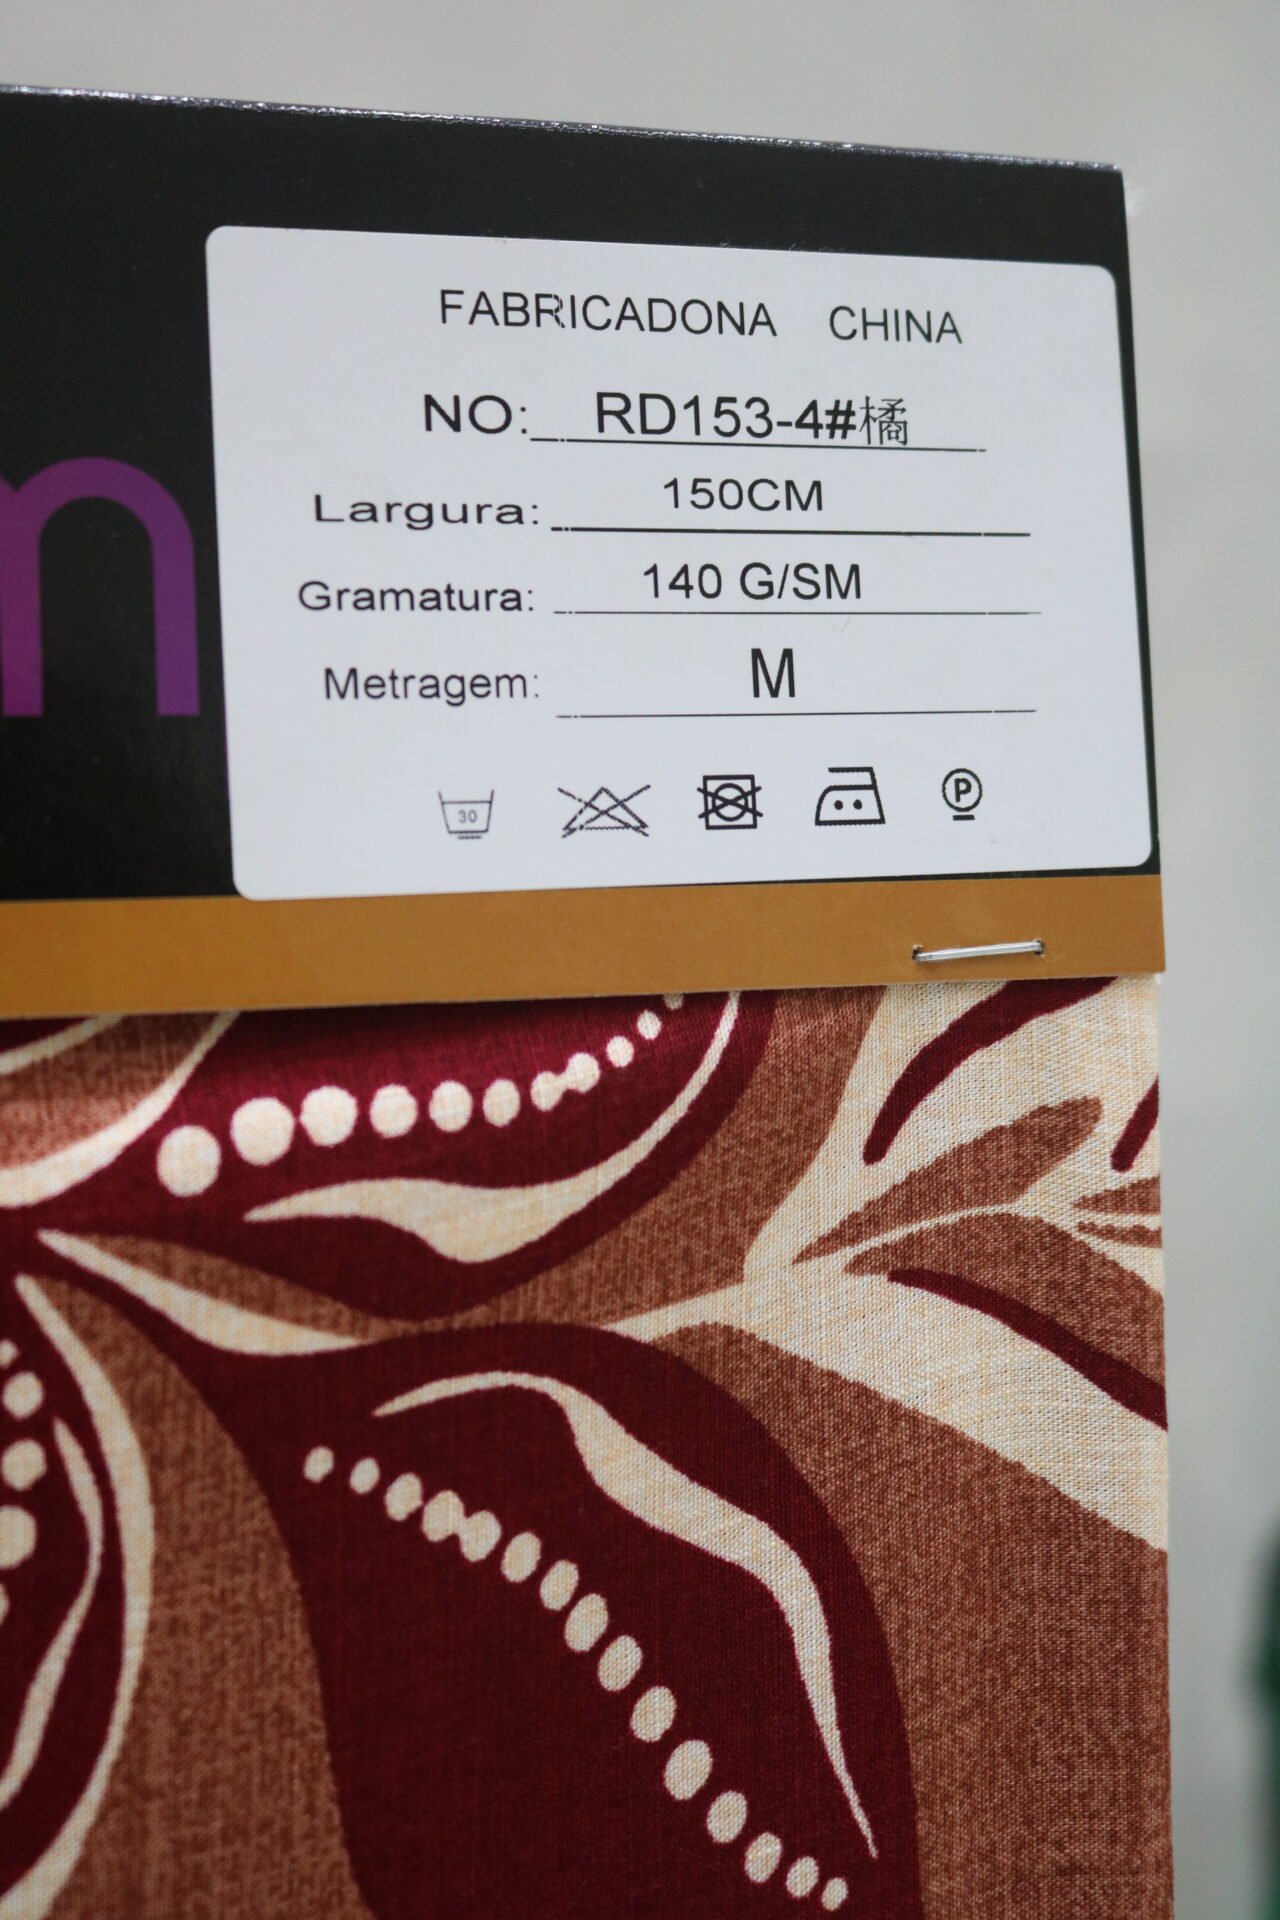 FABRICADONA CHINA
NO: RD153-4#橘
Largura: 150CM
Gramatura: 140 G/SM
Metragem: M
30
P